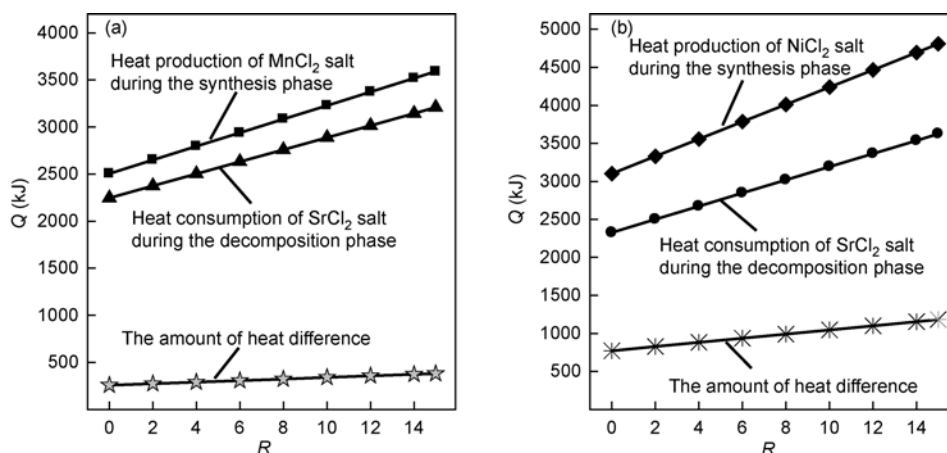 (a)
4000
3500
3000
2500
2000
1500
1000
500
Q (kJ)
Heat production of MnCl₂ salt
during the synthesis phase
Heat consumption of SrCl₂ salt
during the decomposition phase
The amount of heat difference
0 2 4 6 8 10 12 14
R
(b)
5000
4500
4000
3500
3000
2500
2000
1500
1000
500
Q (kJ)
Heat production of NiCl₂ salt
during the synthesis phase
Heat consumption of SrCl₂ salt
during the decomposition phase
The amount of heat difference
0 2 4 6 8 10 12 14
R